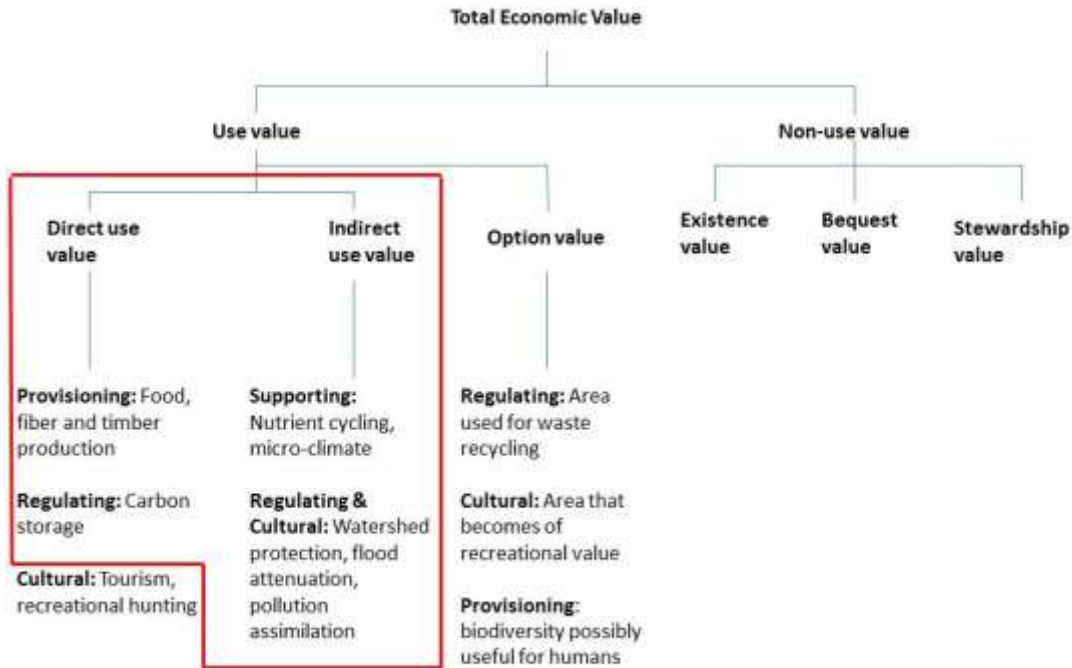 Total Economic Value
Use value
Non-use value
Direct use
value
Indirect
use value
Option value
Existence
value
Bequest
value
Stewardship
value
Provisioning: Food,
fiber and timber
production
Regulating: Carbon
storage
Cultural: Tourism,
recreational hunting
Supporting:
Nutrient cycling,
micro-climate
Regulating &
Cultural: Watershed
protection, flood
attenuation,
pollution
assimilation
Regulating: Area
used for waste
recycling
Cultural: Area that
becomes of
recreational value
Provisioning:
biodiversity possibly
useful for humans